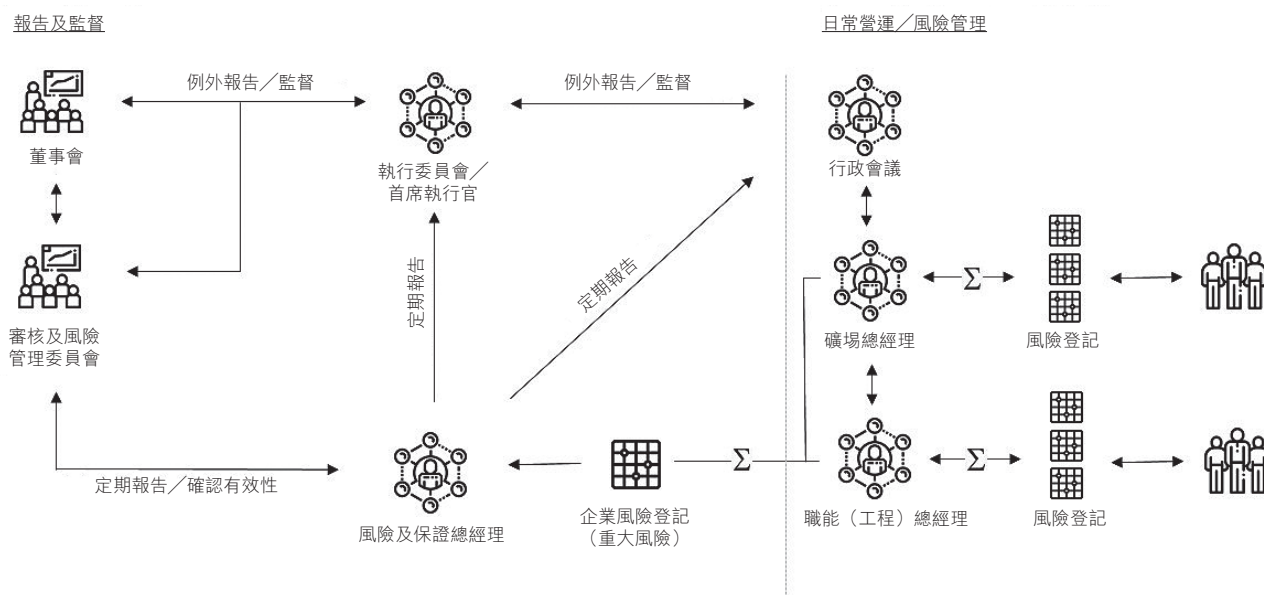 報告及監督
日常營運／風險管理
例外報告／監督
例外報告／監督
董事會
執行委員會／
首席執行官
行政會議
審核及風險
管理委員會
定期報告
定期報告
Σ
礦場總經理
風險登記
定期報告／確認有效性
Σ
Σ
風險及保證總經理
企業風險登記
（重大風險）
職能（工程）總經理
風險登記